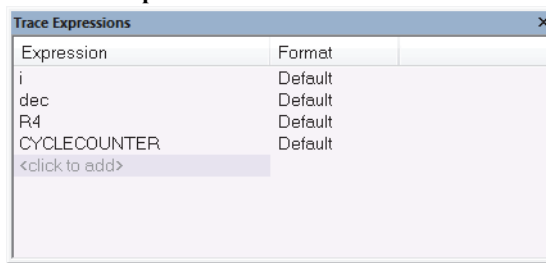 Trace Expressions ×
Expression Format
i Default
dec Default
R4 Default
CYCLECOUNTER Default
<click to add>